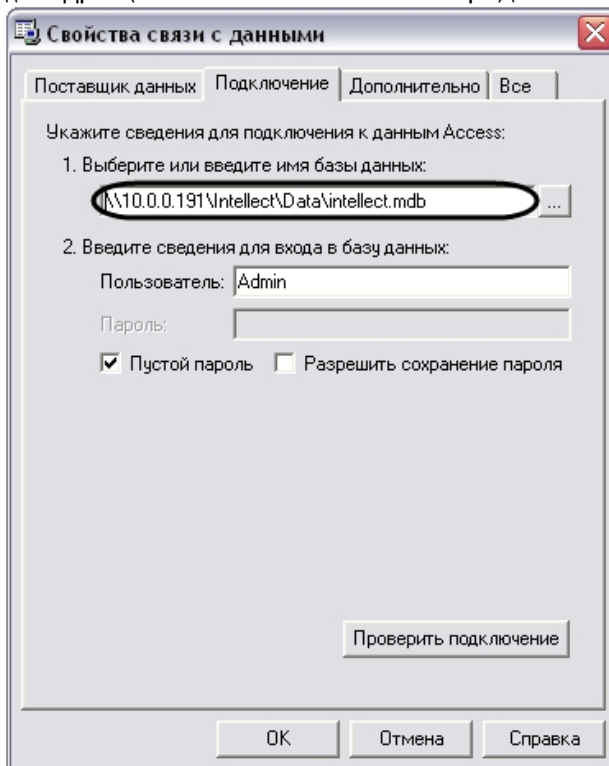 Свойства связи с данными
Поставщик данных Подключение Дополнительно Все
Укажите сведения для подключения к данным Access:
1. Выберите или введите имя базы данных:
\\10.0.0.191\Intellect\Data\intellect.mdb ...
2. Введите сведения для входа в базу данных:
Пользователь: Admin
Пароль:
Пустой пароль Разрешить сохранение пароля
Проверить подключение
OK Отмена Справка